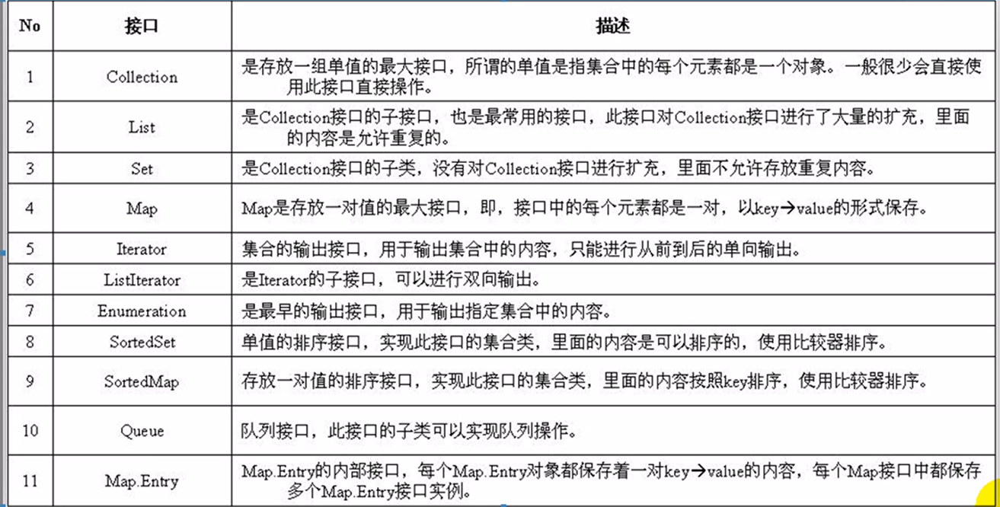 No 接口 描述
1 Collection 是存放一组单值的最大接口，所谓的单值是指集合中的每个元素都是一个对象。一般很少会直接使
用此接口直接操作。
2 List 是Collection接口的子接口，也是最常用的接口，此接口对Collection接口进行了大量的扩充，里面
的内容是允许重复的。
3 Set 是Collection接口的子类，没有对Collection接口进行扩充，里面不允许存放重复内容。
4 Map Map是存放一对值的最大接口，即，接口中的每个元素都是一对，以key→value的形式保存。
5 Iterator 集合的输出接口，用于输出集合中的内容，只能进行从前到后的单向输出。
6 ListIterator 是Iterator的子接口，可以进行双向输出。
7 Enumeration 是最早的输出接口，用于输出指定集合中的内容。
8 SortedSet 单值的排序接口，实现此接口的集合类，里面的内容是可以排序的，使用比较器排序。
9 SortedMap 存放一对值的排序接口，实现此接口的集合类，里面的内容按照key排序，使用比较器排序。
10 Queue 队列接口，此接口的子类可以实现队列操作。
11 Map.Entry Map.Entry的内部接口，每个Map.Entry对象都保存着一对key→value的内容，每个Map接口中都保存
多个Map.Entry接口实例。